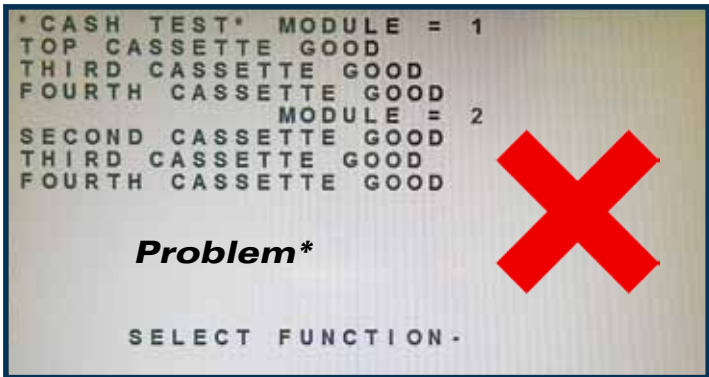 *CASH TEST* MODULE = 1
TOP CASSETTE GOOD
THIRD CASSETTE GOOD
FOURTH CASSETTE GOOD
MODULE = 2
SECOND CASSETTE GOOD
THIRD CASSETTE GOOD
FOURTH CASSETTE GOOD
Problem*
SELECT FUNCTION-